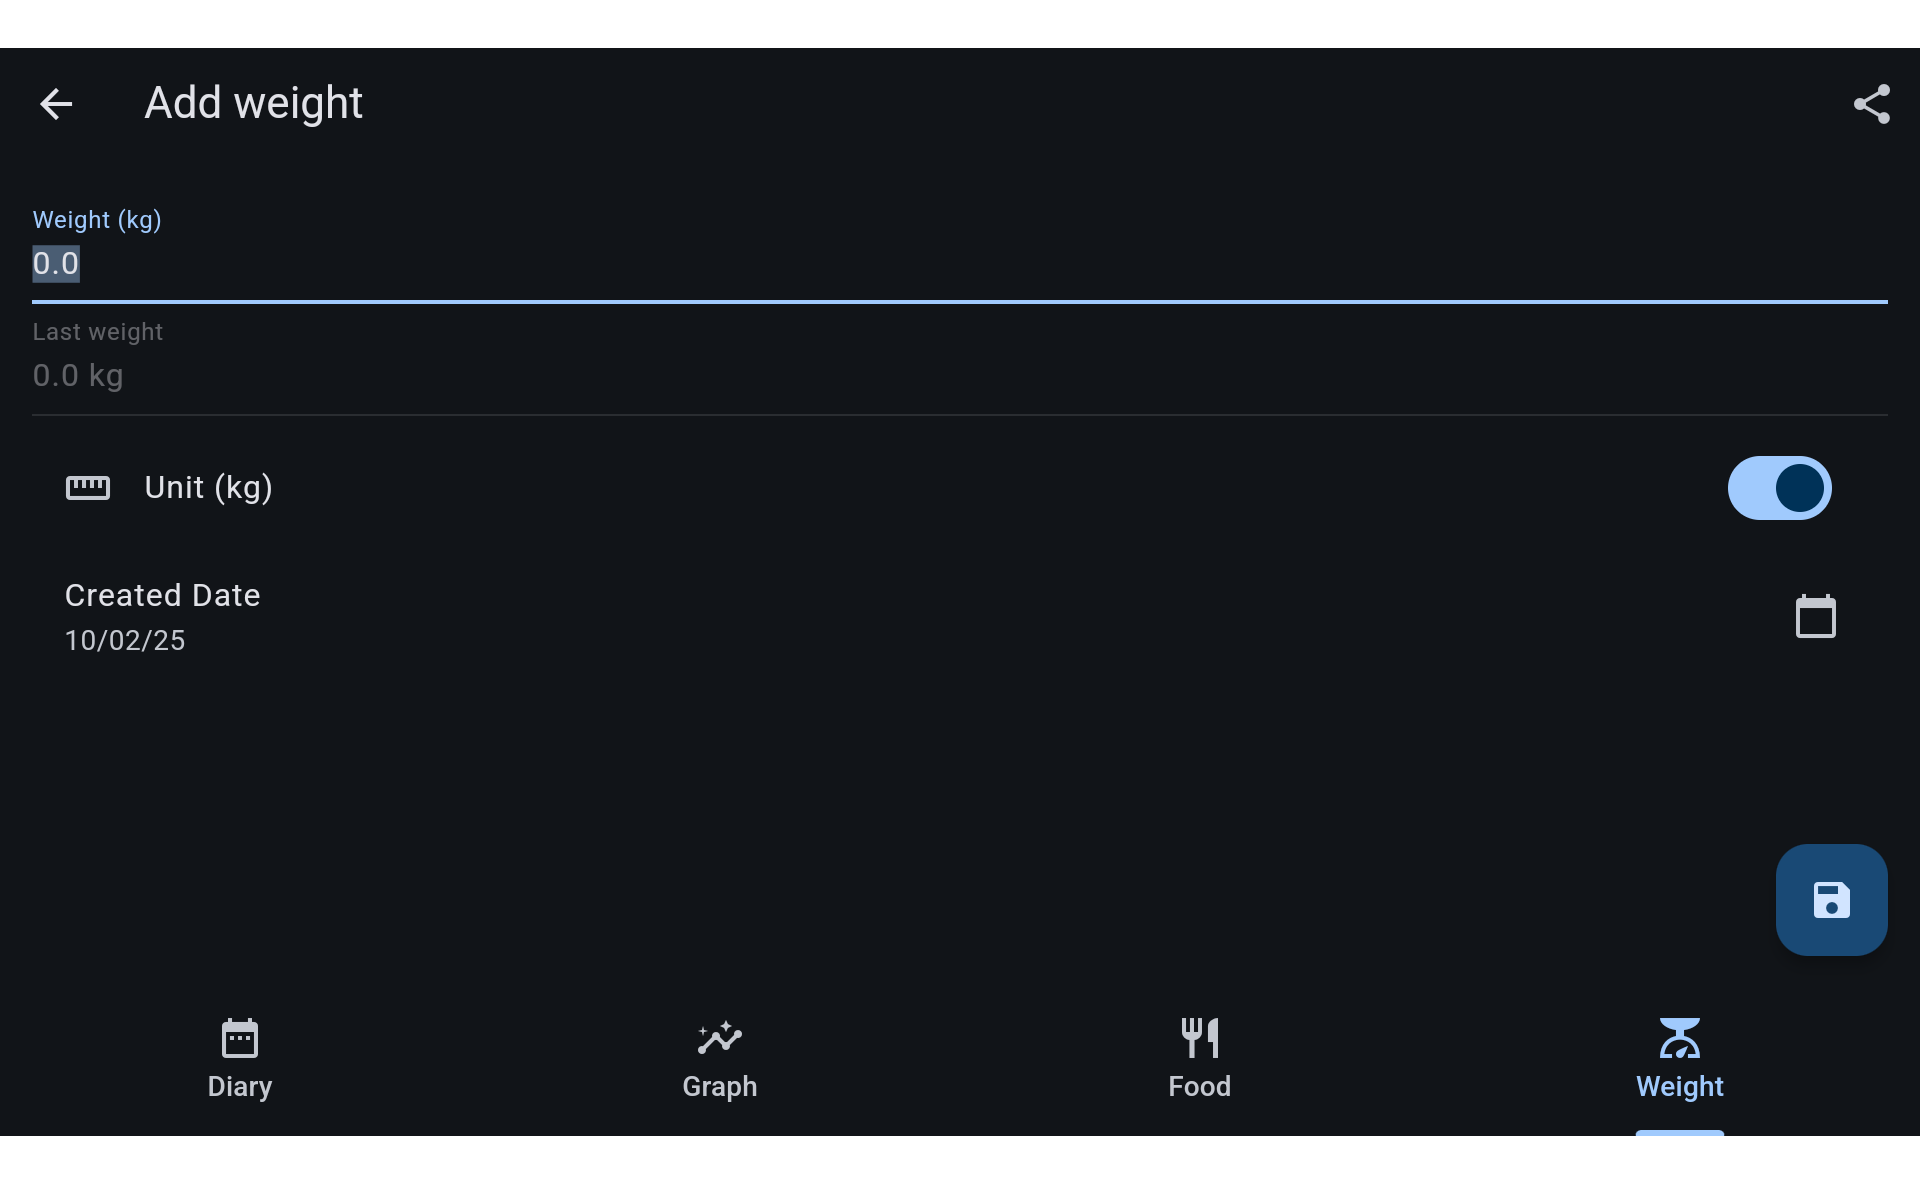 Add weight
Weight (kg)
0.0
Last weight
0.0 kg
Unit (kg)
Created Date
10/02/25
Diary
Graph
Food
Weight